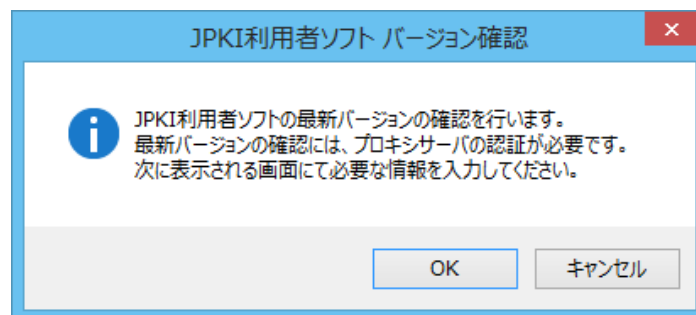 JPKI利用者ソフト バージョン確認
JPKI利用者ソフトの最新バージョンの確認を行います。
最新バージョンの確認には、プロキシサーバの認証が必要です。
次に表示される画面にて必要な情報を入力してください。
OK
キャンセル